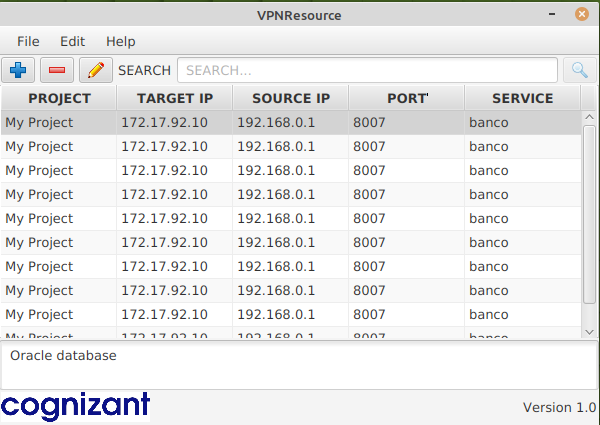 VPNResource
File Edit Help
SEARCH SEARCH...
PROJECT TARGET IP SOURCE IP PORT' SERVICE
My Project 172.17.92.10 192.168.0.1 8007 banco
My Project 172.17.92.10 192.168.0.1 8007 banco
My Project 172.17.92.10 192.168.0.1 8007 banco
My Project 172.17.92.10 192.168.0.1 8007 banco
My Project 172.17.92.10 192.168.0.1 8007 banco
My Project 172.17.92.10 192.168.0.1 8007 banco
My Project 172.17.92.10 192.168.0.1 8007 banco
My Project 172.17.92.10 192.168.0.1 8007 banco
My Project 172.17.92.10 192.168.0.1 8007 banco
Oracle database
cognizant Version 1.0